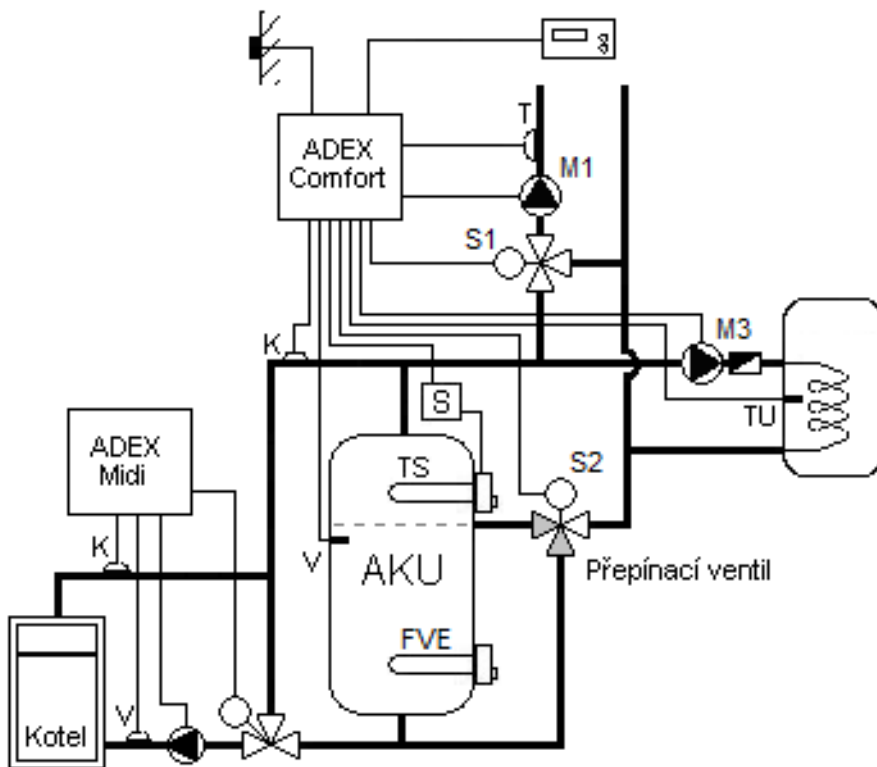 T
ADEX
Comfort
M1
S1
K
M3
S
TU
ADEX
Midi
TS
S2
V
AKU
Přepínací ventil
K
FVE
V
Kotel